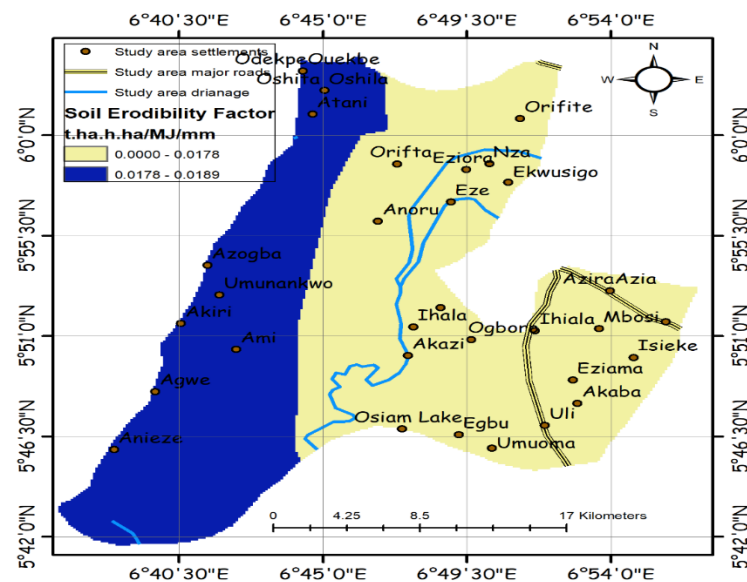 6°40'30"E 6°45'0"E 6°49'30"E 6°54'0"E
N
W E
S
Study area settlements
Study area major roads
Study area drianage
Soil Erodibility Factor
t.ha.h.ha/MJ/mm
0.0000 - 0.0178
0.0178 - 0.0189
OdekpeOuekbe
Oshita Oshila
Atani
Orifite
6°0'0"N 6°0'0"N
Orifta Eziora Nza
Ekwusigo
Eze
Anoru
5°55'30"N 5°55'30"N
Azogba
Umunankwo
AziraAzia
Akiri
Ihala Ogboro Ihiala Mbosi
5°51'0"N 5°51'0"N
Ami
Akazi
Isieke
Eziama
Agwe
Akaba
Osiam Lake Egbu Uli
5°46'30"N 5°46'30"N
Anieze
Umuoma
0 4.25 8.5 17 Kilometers
5°42'0"N 5°42'0"N
6°40'30"E 6°45'0"E 6°49'30"E 6°54'0"E